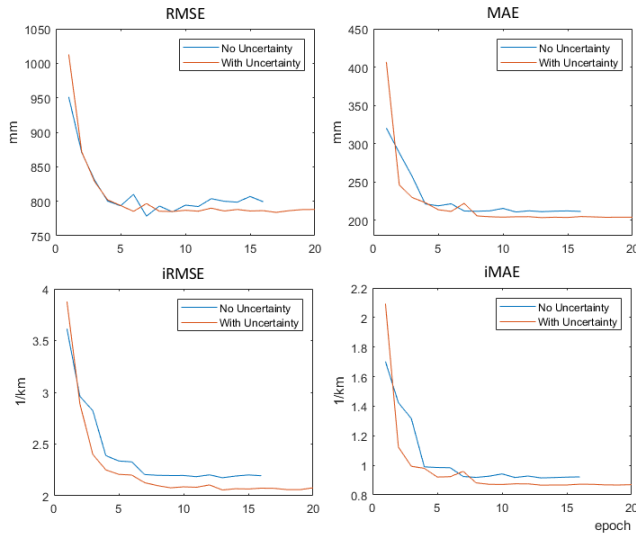 RMSE
1050
1000
950
900
850
800
750
mm
0 5 10 15 20
No Uncertainty
With Uncertainty
MAE
450
400
350
300
250
200
mm
0 5 10 15 20
No Uncertainty
With Uncertainty
iRMSE
4
3.5
3
2.5
2
1/km
0 5 10 15 20
No Uncertainty
With Uncertainty
iMAE
2.2
2
1.8
1.6
1.4
1.2
1
0.8
1/km
0 5 10 15 20
No Uncertainty
With Uncertainty
epoch